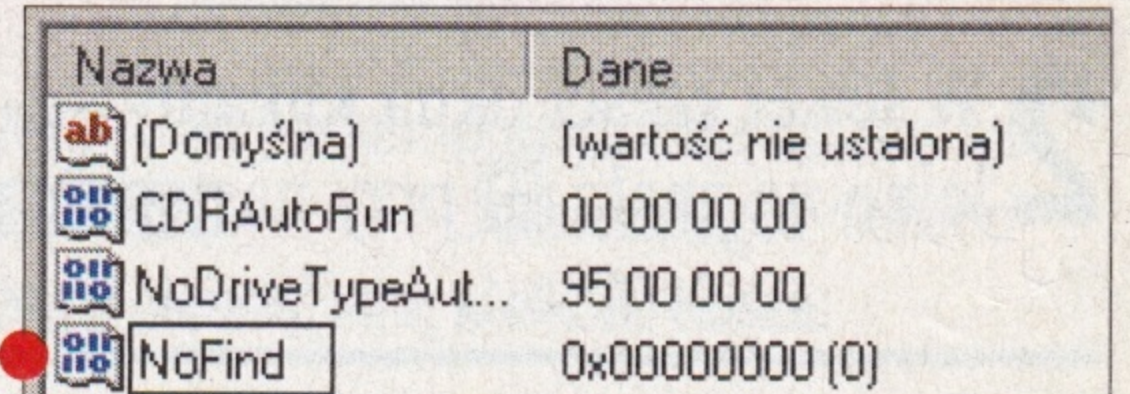 Nazwa Dane
(Domyślna) (wartość nie ustalona)
CDRAutoRun 00 00 00 00
NoDriveTypeAut... 95 00 00 00
NoFind 0x00000000 (0)